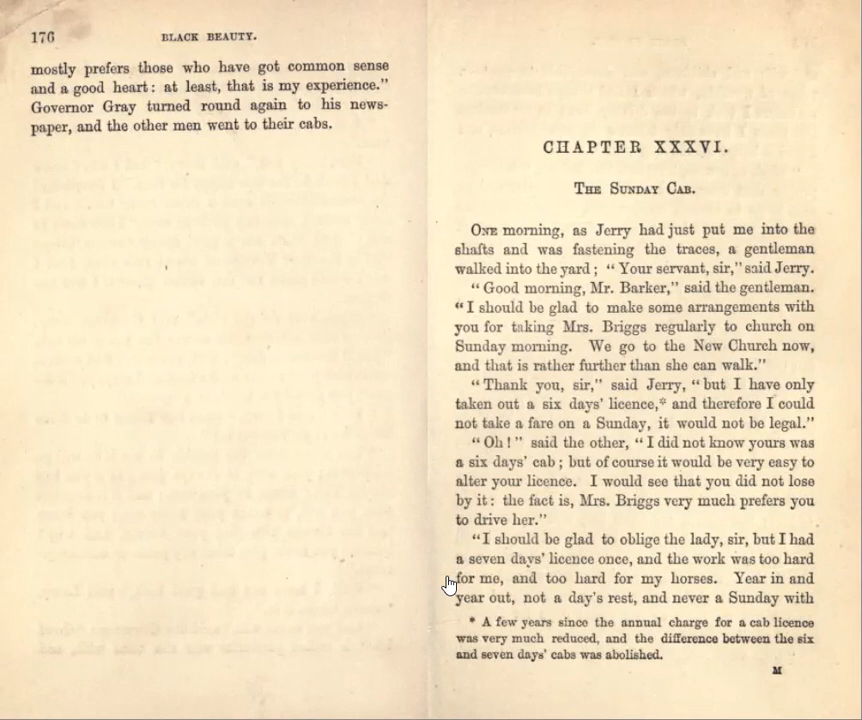 176
BLACK BEAUTY.
mostly prefers those who have got common sense
and a good heart: at least, that is my experience."
Governor Gray turned round again to his news-
paper, and the other men went to their cabs.
CHAPTER XXXVI.
THE SUNDAY CAB.
ONE morning, as Jerry had just put me into the
shafts and was fastening the traces, a gentleman
walked into the yard; "Your servant, sir," said Jerry.
"Good morning, Mr. Barker," said the gentleman.
"I should be glad to make some arrangements with
you for taking Mrs. Briggs regularly to church on
Sunday morning. We go to the New Church now,
and that is rather further than she can walk."
"Thank you, sir," said Jerry, "but I have only
taken out a six days' licence,* and therefore I could
not take a fare on a Sunday, it would not be legal."
"Oh!" said the other, "I did not know yours was
a six days' cab; but of course it would be very easy to
alter your licence. I would see that you did not lose
by it: the fact is, Mrs. Briggs very much prefers you
to drive her."
"I should be glad to oblige the lady, sir, but I had
a seven days' licence once, and the work was too hard
for me, and too hard for my horses. Year in and
year out, not a day's rest, and never a Sunday with
* A few years since the annual charge for a cab licence
was very much reduced, and the difference between the six
and seven days' cabs was abolished.
M